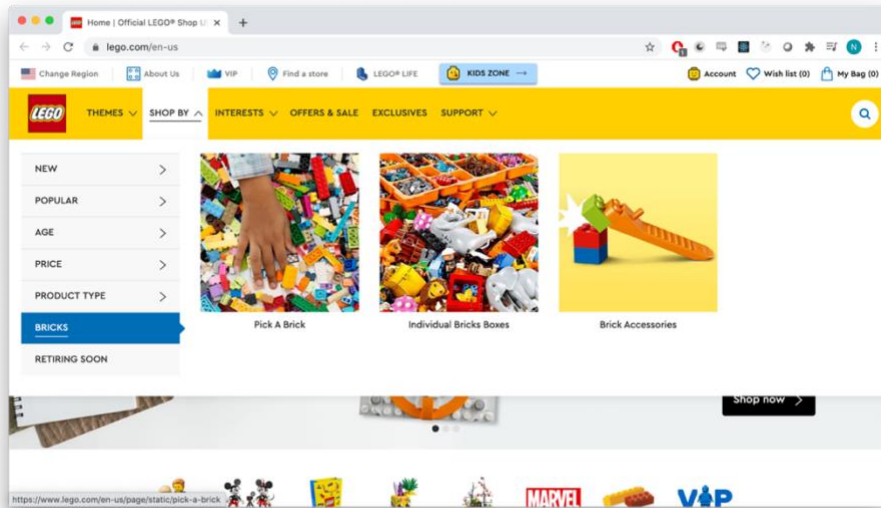 Home | Official LEGO® Shop U
lego.com/en-us
N
Change Region
About Us
VIP
Find a store
LEGO® LIFE
KIDS ZONE →
Account
Wish list (0)
My Bag (0)
LEGO
THEMES
SHOP BY
INTERESTS
OFFERS & SALE
EXCLUSIVES
SUPPORT
NEW
POPULAR
AGE
PRICE
PRODUCT TYPE
BRICKS
RETIRING SOON
Pick A Brick
Individual Bricks Boxes
Brick Accessories
Shop now
https://www.lego.com/en-us/page/static/pick-a-brick
MARVEL
VIP